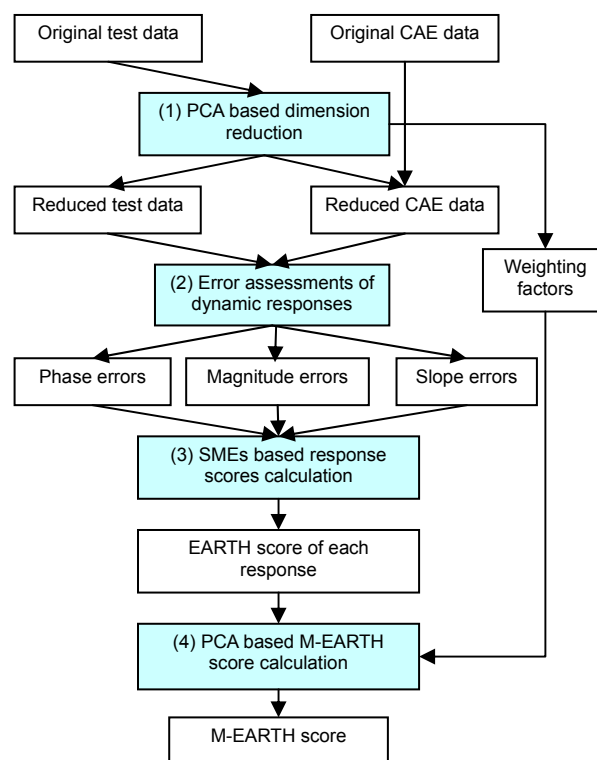 Original test data
Original CAE data
(1) PCA based dimension
reduction
Reduced test data
Reduced CAE data
Weighting
factors
(2) Error assessments of
dynamic responses
Phase errors
Magnitude errors
Slope errors
(3) SMEs based response
scores calculation
EARTH score of each
response
(4) PCA based M-EARTH
score calculation
M-EARTH score